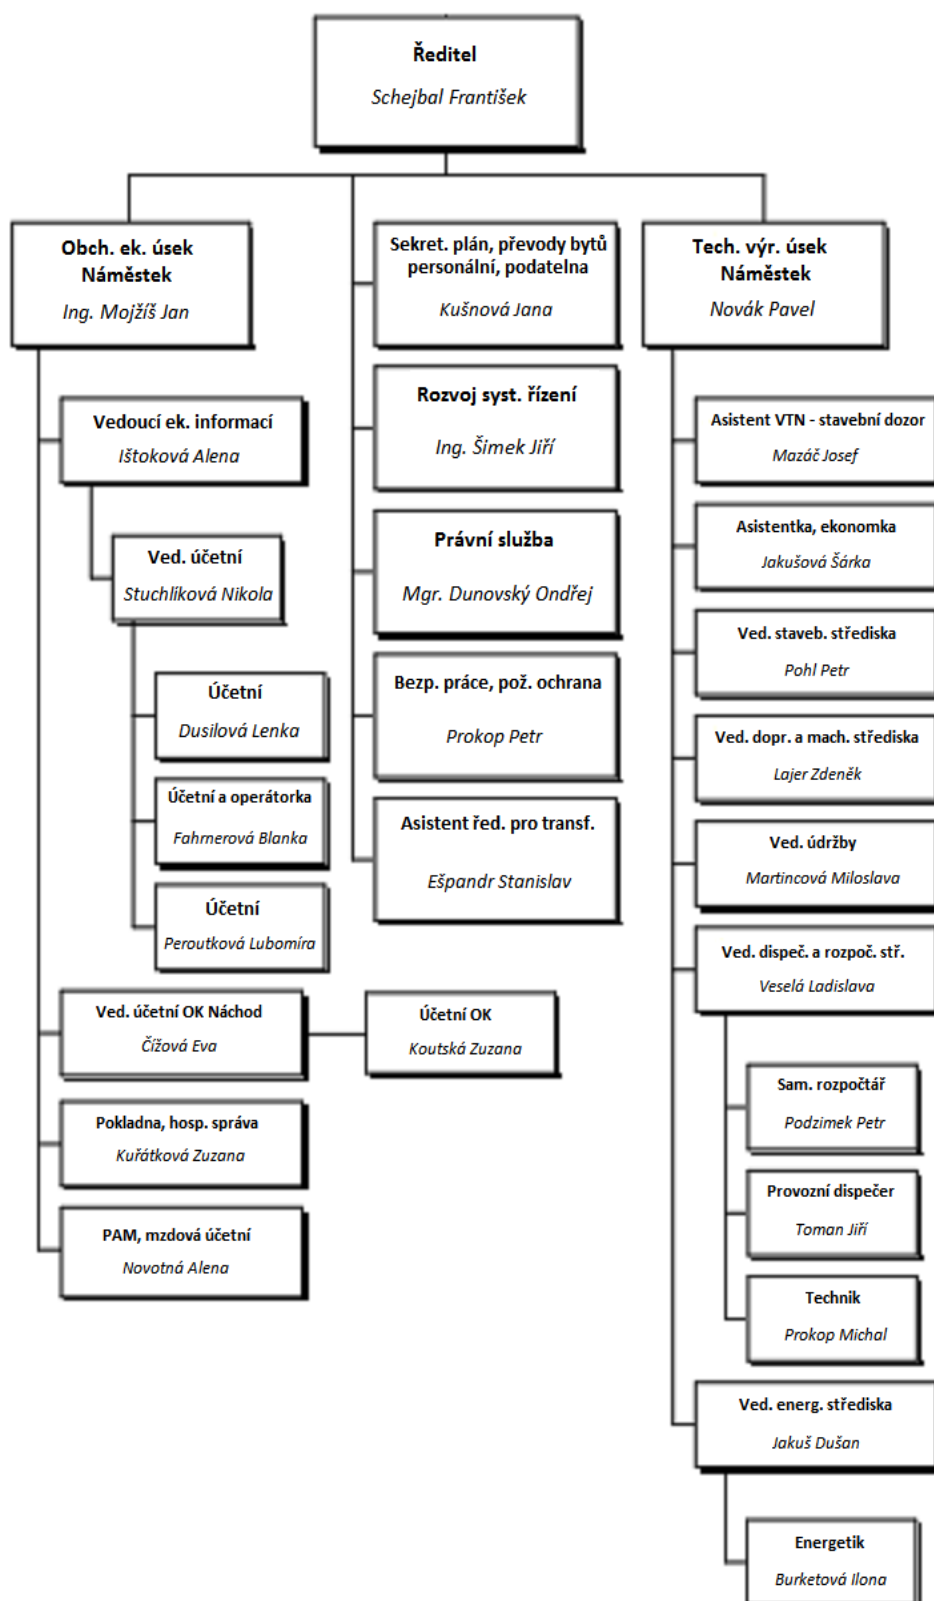 Ředitel
Schejbal František
Obch. ek. úsek
Náměstek
Ing. Mojžíš Jan
Vedoucí ek. informací
Ištoková Alena
Ved. účetní
Stuchlíková Nikola
Účetní
Dusilová Lenka
Účetní a operátorka
Fahrnerová Blanka
Účetní
Peroutková Lubomíra
Ved. účetní OK Náchod
Čížová Eva
Účetní OK
Koutská Zuzana
Pokladna, hosp. správa
Kuřátková Zuzana
PAM, mzdová účetní
Novotná Alena
Sekret. plán, převody bytů
personální, podatelna
Kušnová Jana
Rozvoj syst. řízení
Ing. Šimek Jiří
Právní služba
Mgr. Dunovský Ondřej
Bezp. práce, pož. ochrana
Prokop Petr
Asistent řed. pro transf.
Ešpandr Stanislav
Tech. výr. úsek
Náměstek
Novák Pavel
Asistent VTN - stavební dozor
Mazáč Josef
Asistentka, ekonomka
Jakušová Šárka
Ved. staveb. střediska
Pohl Petr
Ved. dopr. a mach. střediska
Lajer Zdeněk
Ved. údržby
Martincová Miloslava
Ved. dispeč. a rozpoč. stř.
Veselá Ladislava
Sam. rozpočtář
Podzimek Petr
Provozní dispečer
Toman Jiří
Technik
Prokop Michal
Ved. energ. střediska
Jakuš Dušan
Energetik
Burketová Ilona